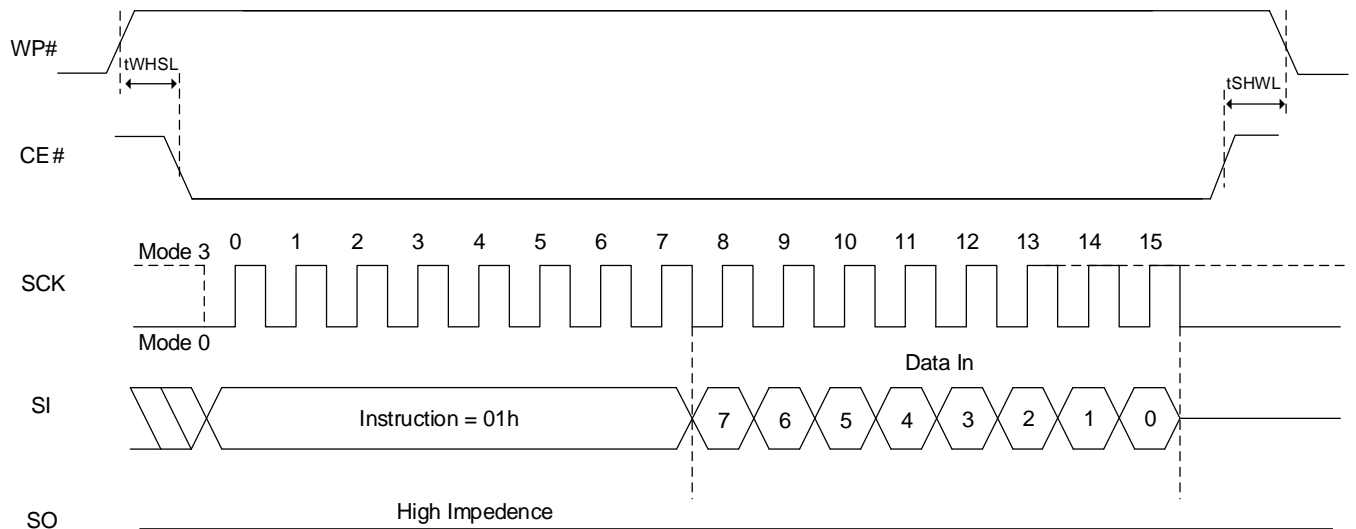 WP#
tWHSL
tSHWL
CE#
0 1 2 3 4 5 6 7 8 9 10 11 12 13 14 15
Mode 3
SCK
Mode 0
Data In
SI
Instruction = 01h
7 6 5 4 3 2 1 0
High Impedence
SO